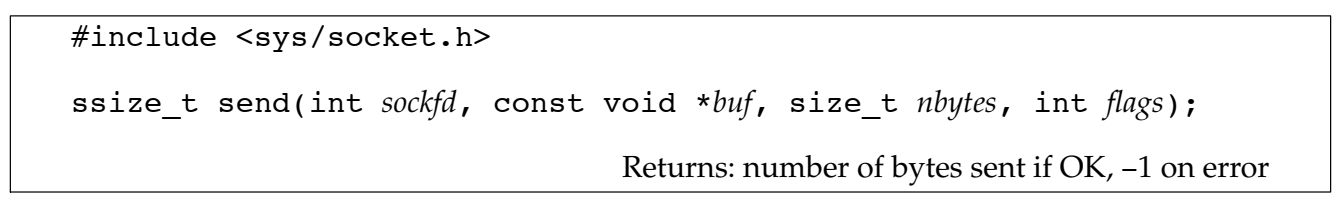 #include <sys/socket.h>
ssize_t send(int sockfd, const void *buf, size_t nbytes, int flags);
Returns: number of bytes sent if OK, –1 on error